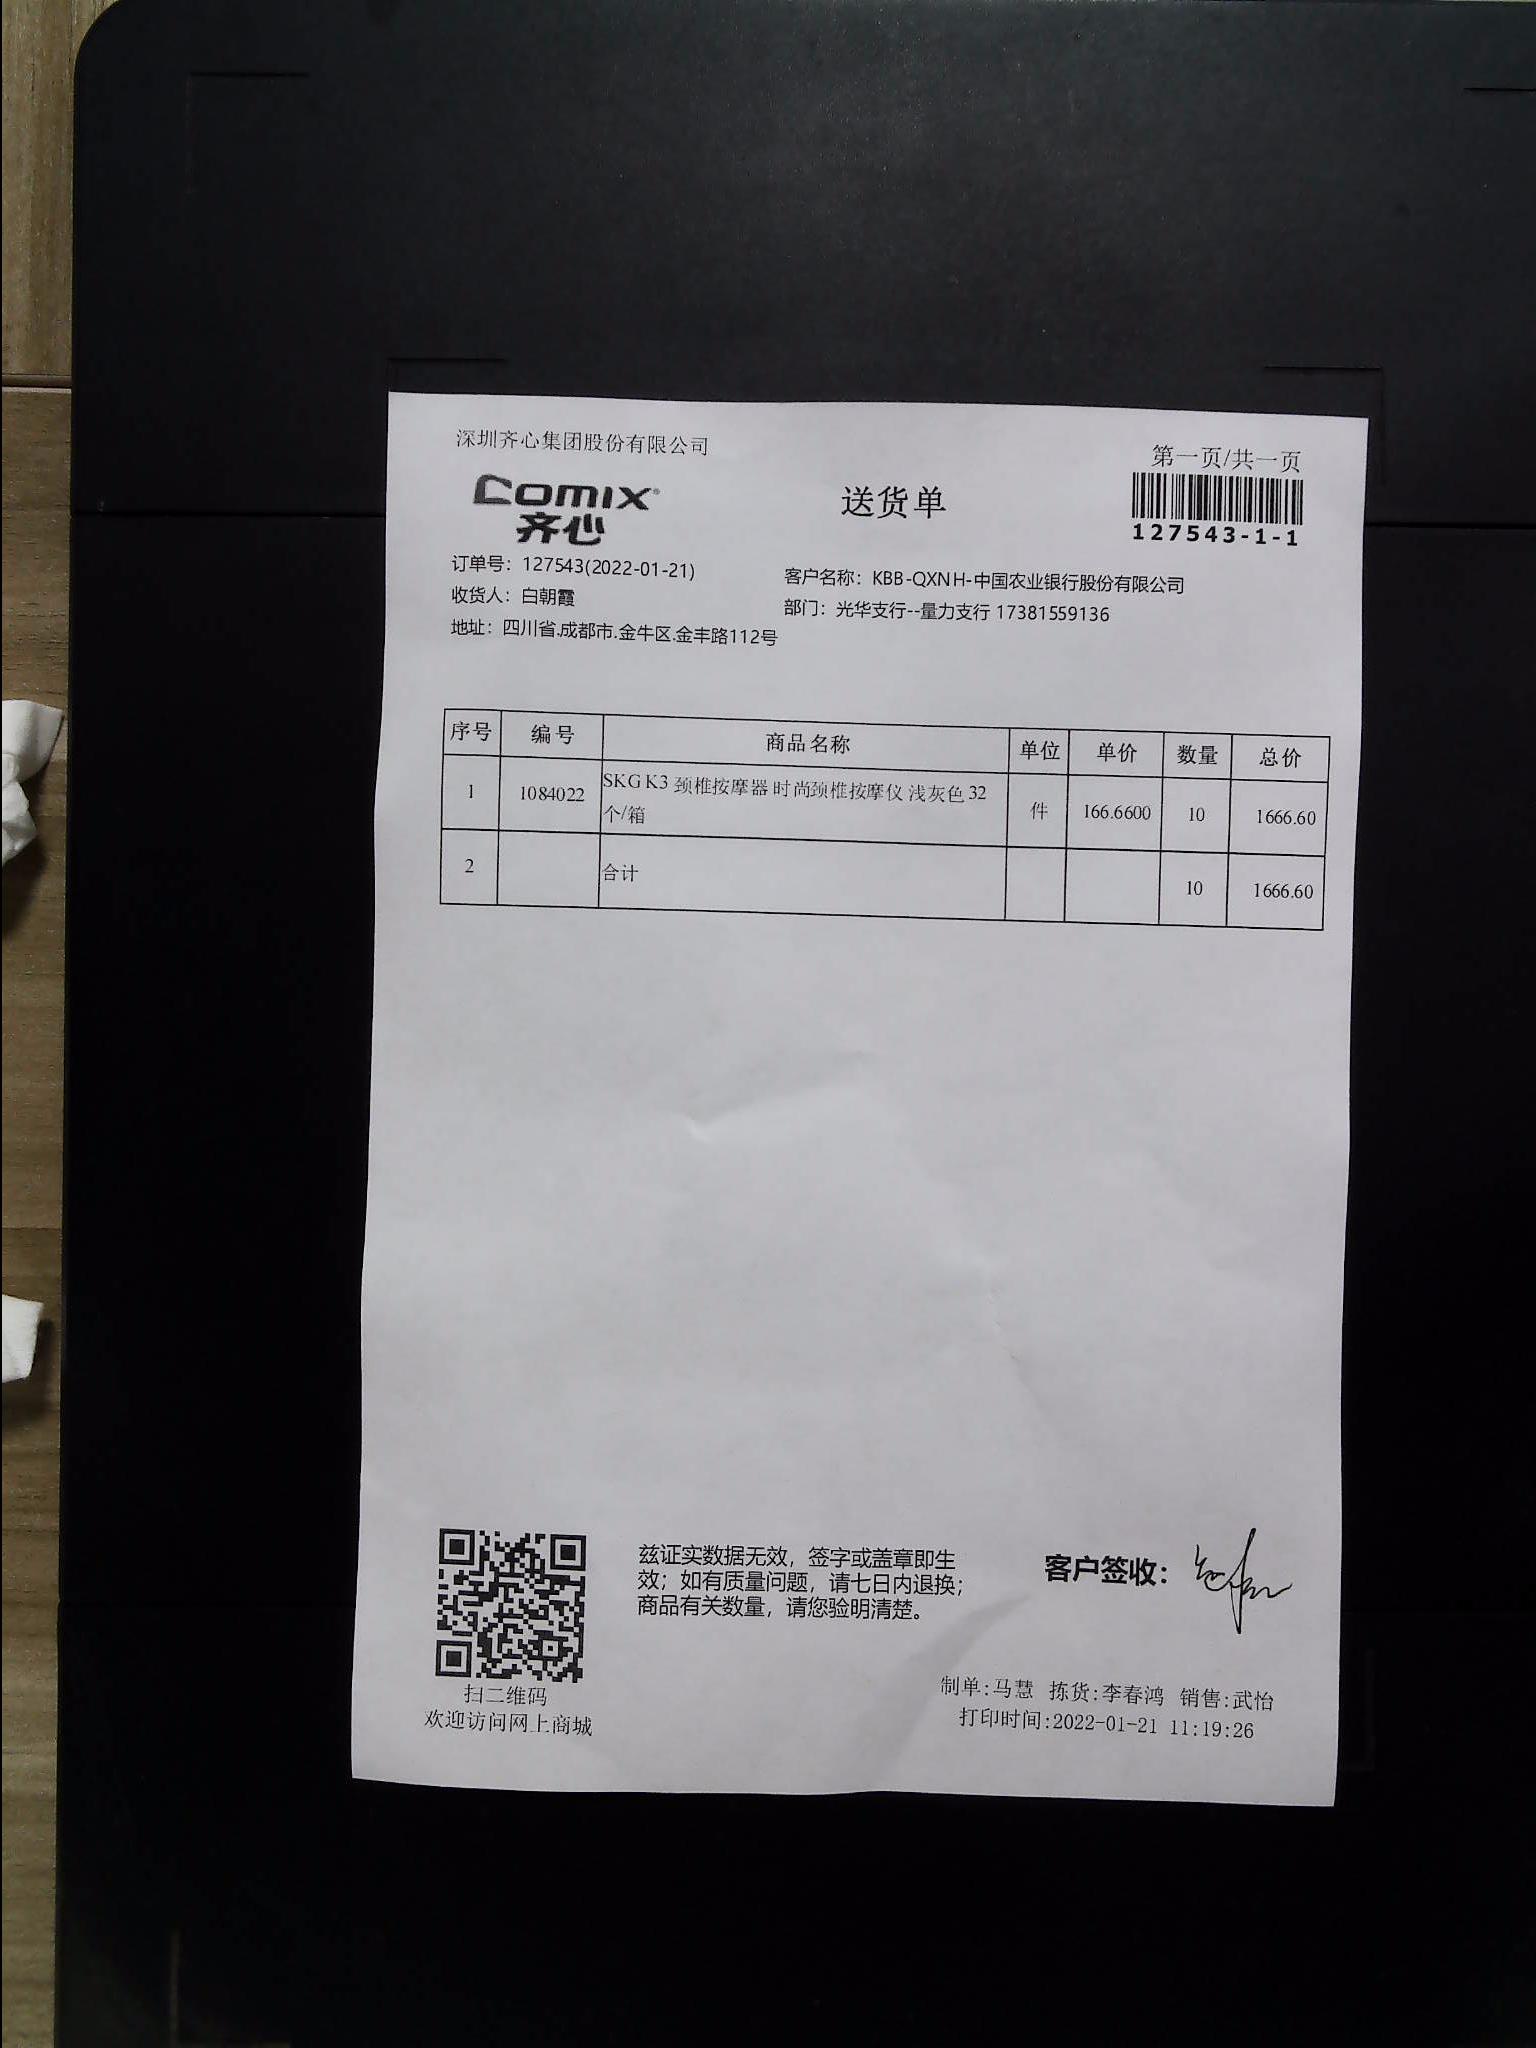 深圳齐心集团股份有限公司
第一页/共一页
comix
齐心
送货单
127543-1-1
订单号：127543(2022-01-21)
客户名称：KBB-QXNH-中国农业银行股份有限公司
收货人：白朝霞
部门：光华支行--量力支行 17381559136
地址：四川省.成都市.金牛区.金丰路112号
序号 编号 商品名称 单位 单价 数量 总价
1 1084022 SKG K3 颈椎按摩器 时尚颈椎按摩仪 浅灰色 32 件 166.6600 10 1666.60
个/箱
2 合计 10 1666.60
兹证实数据无效，签字或盖章即生
效；如有质量问题，请七日内退换；
商品有关数量，请您验明清楚。
客户签收：
扫二维码
欢迎访问网上商城
制单:马慧 拣货:李春鸿 销售:武怡
打印时间:2022-01-21 11:19:26